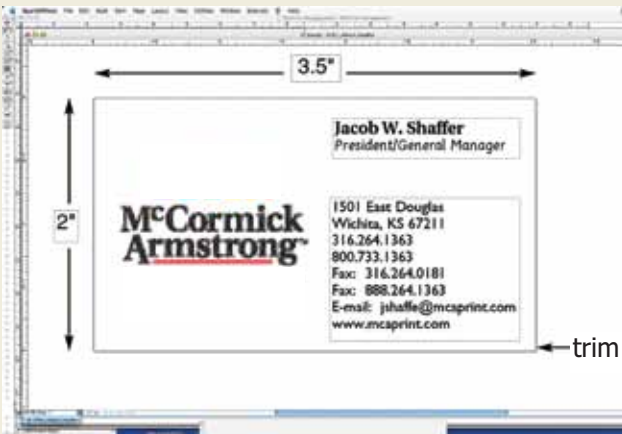 3.5"
Jacob W. Shaffer
President/General Manager
2"
McCormick
Armstrong™
1501 East Douglas
Wichita, KS 67211
316.264.1363
800.733.1363
Fax: 316.264.0181
Fax: 888.264.1363
E-mail: jshaffe@mcaprint.com
www.mcaprint.com
trim